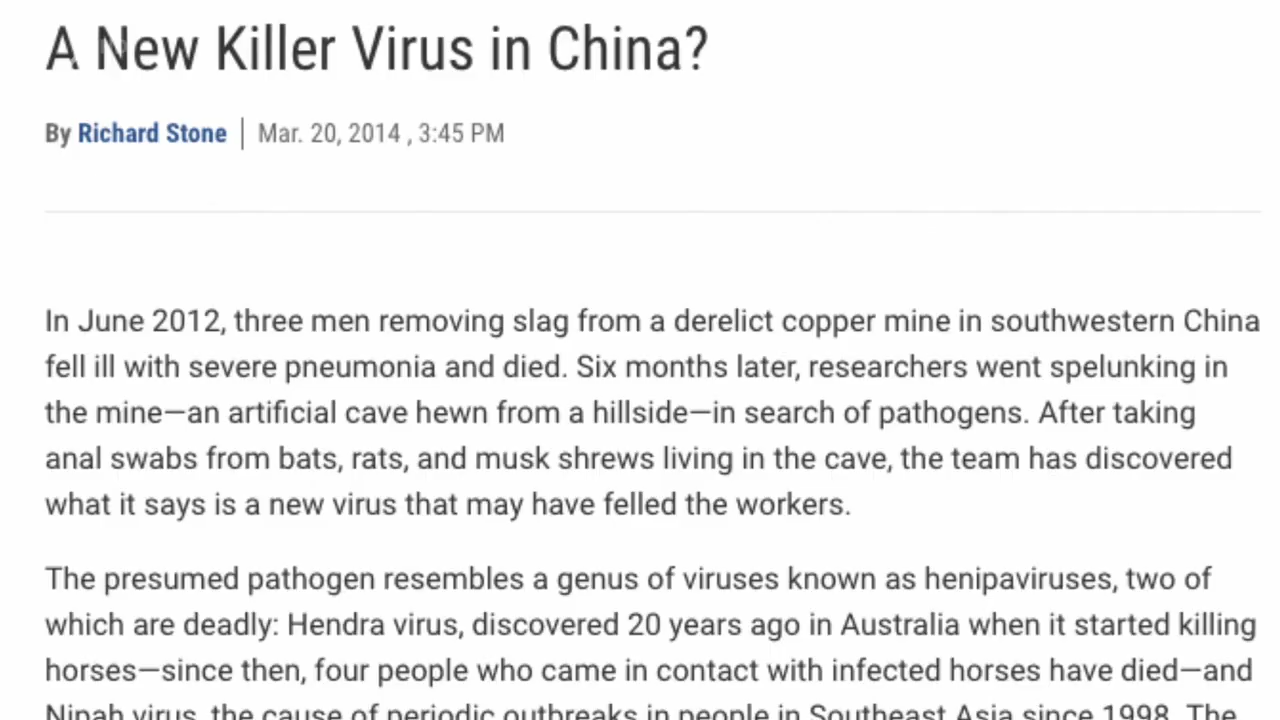 A New Killer Virus in China?
By Richard Stone | Mar. 20, 2014 , 3:45 PM
In June 2012, three men removing slag from a derelict copper mine in southwestern China
fell ill with severe pneumonia and died. Six months later, researchers went spelunking in
the mine—an artificial cave hewn from a hillside—in search of pathogens. After taking
anal swabs from bats, rats, and musk shrews living in the cave, the team has discovered
what it says is a new virus that may have felled the workers.
The presumed pathogen resembles a genus of viruses known as henipaviruses, two of
which are deadly: Hendra virus, discovered 20 years ago in Australia when it started killing
horses—since then, four people who came in contact with infected horses have died—and
Nipah virus, the cause of periodic outbreaks in people in Southeast Asia since 1998. The